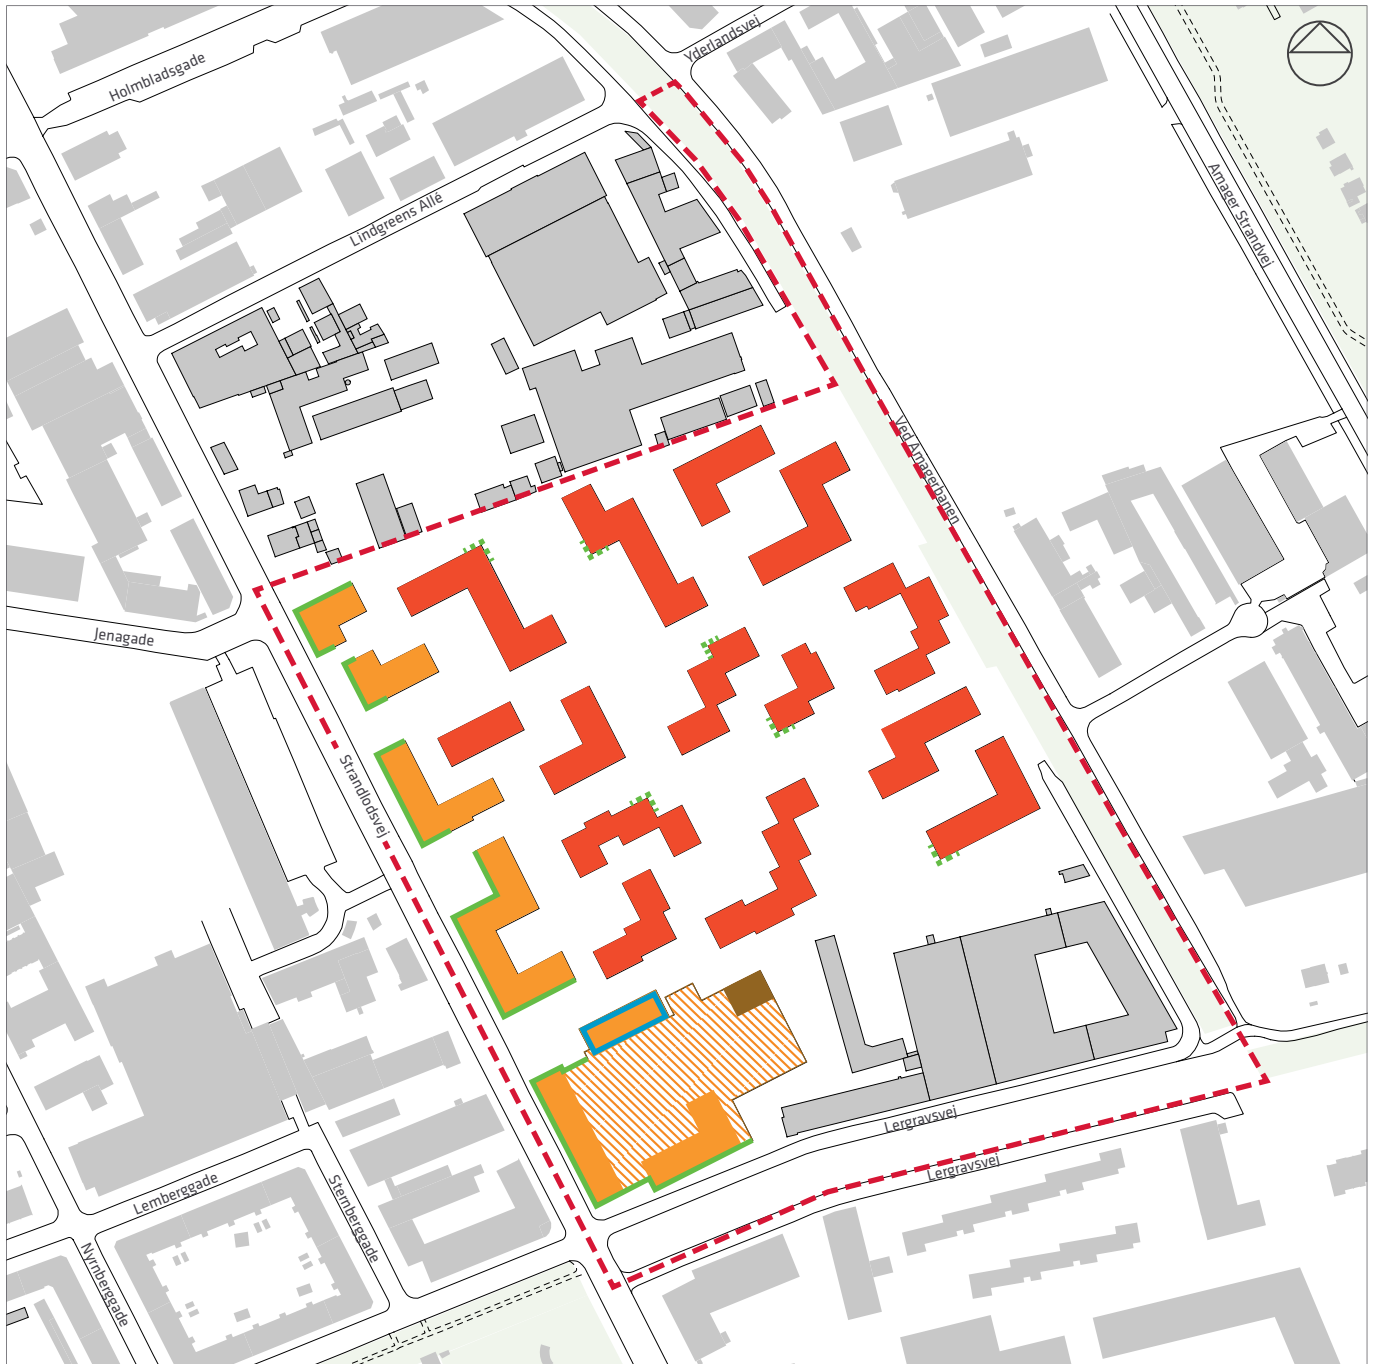 Yderlandsvej
Holmbladsgade
Lindgreens Allé
Amager Strandvej
Ved Amagerbanen
Jenagade
Strandlodsvej
Lergravsvej
Lergravsvej
Lemberggade
Sternberggade
Nyrnberggade